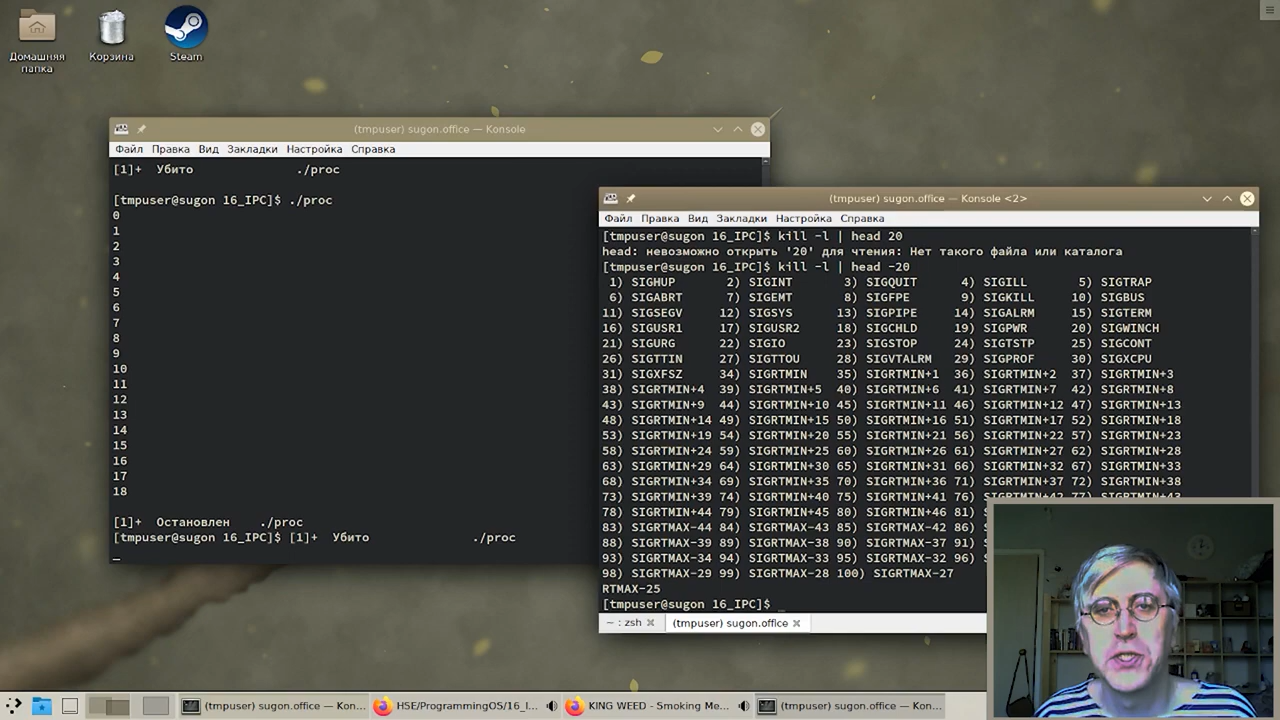 Домашняя
папка
Корзина
Steam
(tmpuser) sugon.office — Konsole
Файл Правка Вид Закладки Настройка Справка
[1]+ Убито ./proc
[tmpuser@sugon 16_IPC]$ ./proc
0
1
2
3
4
5
6
7
8
9
10
11
12
13
14
15
16
17
18
[1]+ Остановлен ./proc
[tmpuser@sugon 16_IPC]$ [1]+ Убито ./proc
(tmpuser) sugon.office — Konsole <2>
Файл Правка Вид Закладки Настройка Справка
[tmpuser@sugon 16_IPC]$ kill -l | head 20
head: невозможно открыть '20' для чтения: Нет такого файла или каталога
[tmpuser@sugon 16_IPC]$ kill -l | head -20
1) SIGHUP 2) SIGINT 3) SIGQUIT 4) SIGILL 5) SIGTRAP
6) SIGABRT 7) SIGEMT 8) SIGFPE 9) SIGKILL 10) SIGBUS
11) SIGSEGV 12) SIGSYS 13) SIGPIPE 14) SIGALRM 15) SIGTERM
16) SIGUSR1 17) SIGUSR2 18) SIGCHLD 19) SIGPWR 20) SIGWINCH
21) SIGURG 22) SIGIO 23) SIGSTOP 24) SIGTSTP 25) SIGCONT
26) SIGTTIN 27) SIGTTOU 28) SIGVTALRM 29) SIGPROF 30) SIGXCPU
31) SIGXFSZ 34) SIGRTMIN 35) SIGRTMIN+1 36) SIGRTMIN+2 37) SIGRTMIN+3
38) SIGRTMIN+4 39) SIGRTMIN+5 40) SIGRTMIN+6 41) SIGRTMIN+7 42) SIGRTMIN+8
43) SIGRTMIN+9 44) SIGRTMIN+10 45) SIGRTMIN+11 46) SIGRTMIN+12 47) SIGRTMIN+13
48) SIGRTMIN+14 49) SIGRTMIN+15 50) SIGRTMIN+16 51) SIGRTMIN+17 52) SIGRTMIN+18
53) SIGRTMIN+19 54) SIGRTMIN+20 55) SIGRTMIN+21 56) SIGRTMIN+22 57) SIGRTMIN+23
58) SIGRTMIN+24 59) SIGRTMIN+25 60) SIGRTMIN+26 61) SIGRTMIN+27 62) SIGRTMIN+28
63) SIGRTMIN+29 64) SIGRTMIN+30 65) SIGRTMIN+31 66) SIGRTMIN+32 67) SIGRTMIN+33
68) SIGRTMIN+34 69) SIGRTMIN+35 70) SIGRTMIN+36 71) SIGRTMIN+37 72) SIGRTMIN+38
73) SIGRTMIN+39 74) SIGRTMIN+40 75) SIGRTMIN+41 76) SIGRTMIN+42 77) SIGRTMIN+43
78) SIGRTMIN+44 79) SIGRTMIN+45 80) SIGRTMIN+46 81)
83) SIGRTMAX-44 84) SIGRTMAX-43 85) SIGRTMAX-42 86)
88) SIGRTMAX-39 89) SIGRTMAX-38 90) SIGRTMAX-37 91)
93) SIGRTMAX-34 94) SIGRTMAX-33 95) SIGRTMAX-32 96)
98) SIGRTMAX-29 99) SIGRTMAX-28 100) SIGRTMAX-27
RTMAX-25
[tmpuser@sugon 16_IPC]$ _
~ : zsh (tmpuser) sugon.office
(tmpuser) sugon.office — Kon... HSE/ProgrammingOS/16_I... KING WEED - Smoking Me... (tmpuser) sugon.office — Kon...